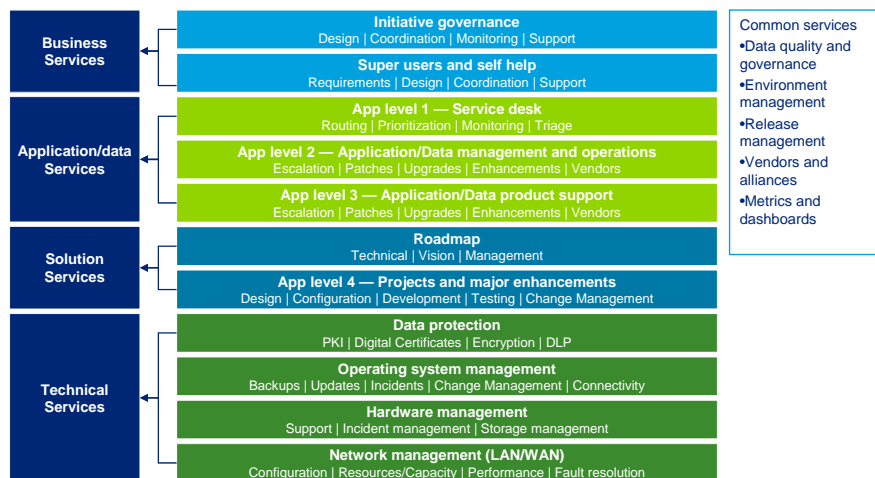 Business
Services
Initiative governance
Design | Coordination | Monitoring | Support
Super users and self help
Requirements | Design | Coordination | Support
Application/data
Services
App level 1 — Service desk
Routing | Prioritization | Monitoring | Triage
App level 2 — Application/Data management and operations
Escalation | Patches | Upgrades | Enhancements | Vendors
App level 3 — Application/Data product support
Escalation | Patches | Upgrades | Enhancements | Vendors
Solution
Services
Roadmap
Technical | Vision | Management
App level 4 — Projects and major enhancements
Design | Configuration | Development | Testing | Change Management
Technical
Services
Data protection
PKI | Digital Certificates | Encryption | DLP
Operating system management
Backups | Updates | Incidents | Change Management | Connectivity
Hardware management
Support | Incident management | Storage management
Network management (LAN/WAN)
Configuration | Resources/Capacity | Performance | Fault resolution
Common services
•Data quality and
governance
•Environment
management
•Release
management
•Vendors and
alliances
•Metrics and
dashboards